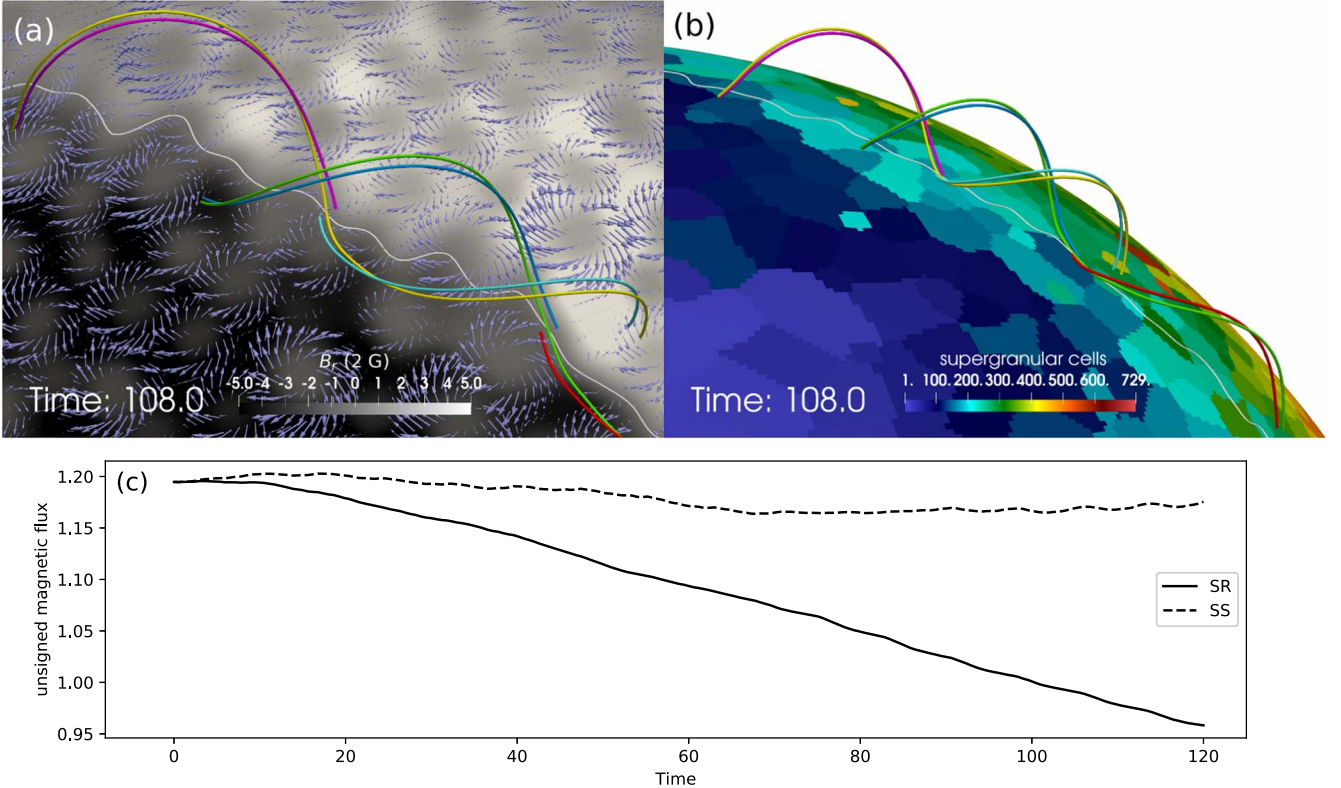 (a)
B_r (2 G)
-5.0-4 -3 -2 -1 0 1 2 3 4 5.0
Time: 108.0
(b)
supergranular cells
1. 100.200.300.400.500.600. 729.
Time: 108.0
(c)
1.20
1.15
1.10
1.05
1.00
0.95
unsigned magnetic flux
SR
SS
0 20 40 60 80 100 120
Time